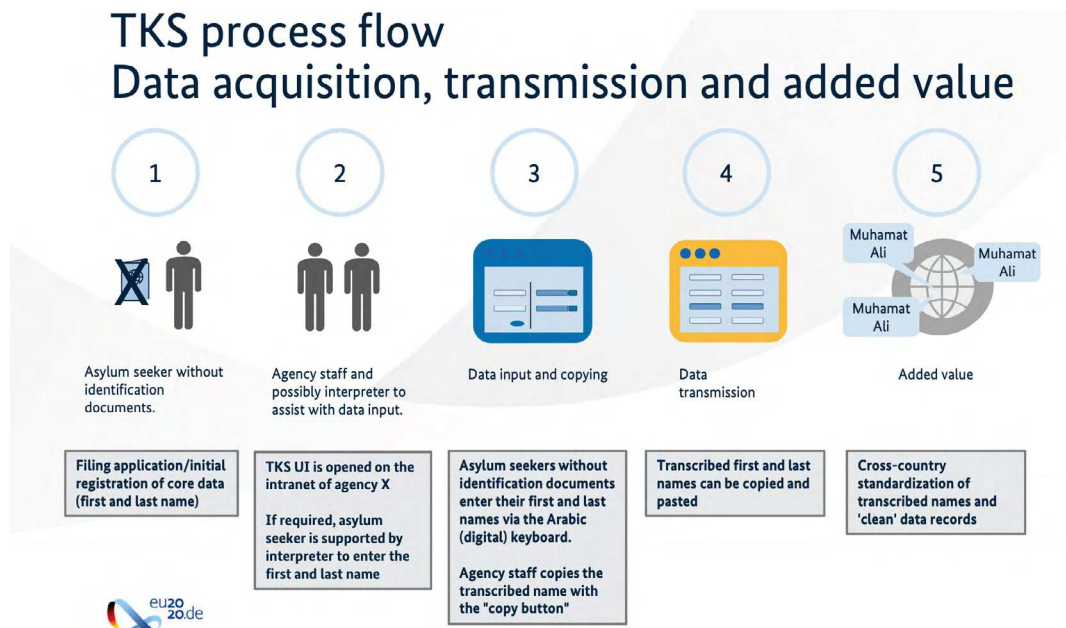 TKS process flow
Data acquisition, transmission and added value
1
2
3
4
5
Muhamat
Ali
Muhamat
Ali
Muhamat
Ali
Asylum seeker without
identification
documents.
Agency staff and
possibly interpreter to
assist with data input.
Data input and copying
Data
transmission
Added value
Filing application/initial
registration of core data
(first and last name)
TKS UI is opened on the
intranet of agency X
If required, asylum
seeker is supported by
interpreter to enter the
first and last name
Asylum seekers without
identification documents
enter their first and last
names via the Arabic
(digital) keyboard.
Agency staff copies the
transcribed name with
the "copy button"
Transcribed first and last
names can be copied and
pasted
Cross-country
standardization of
transcribed names and
'clean' data records
eu20
20.de